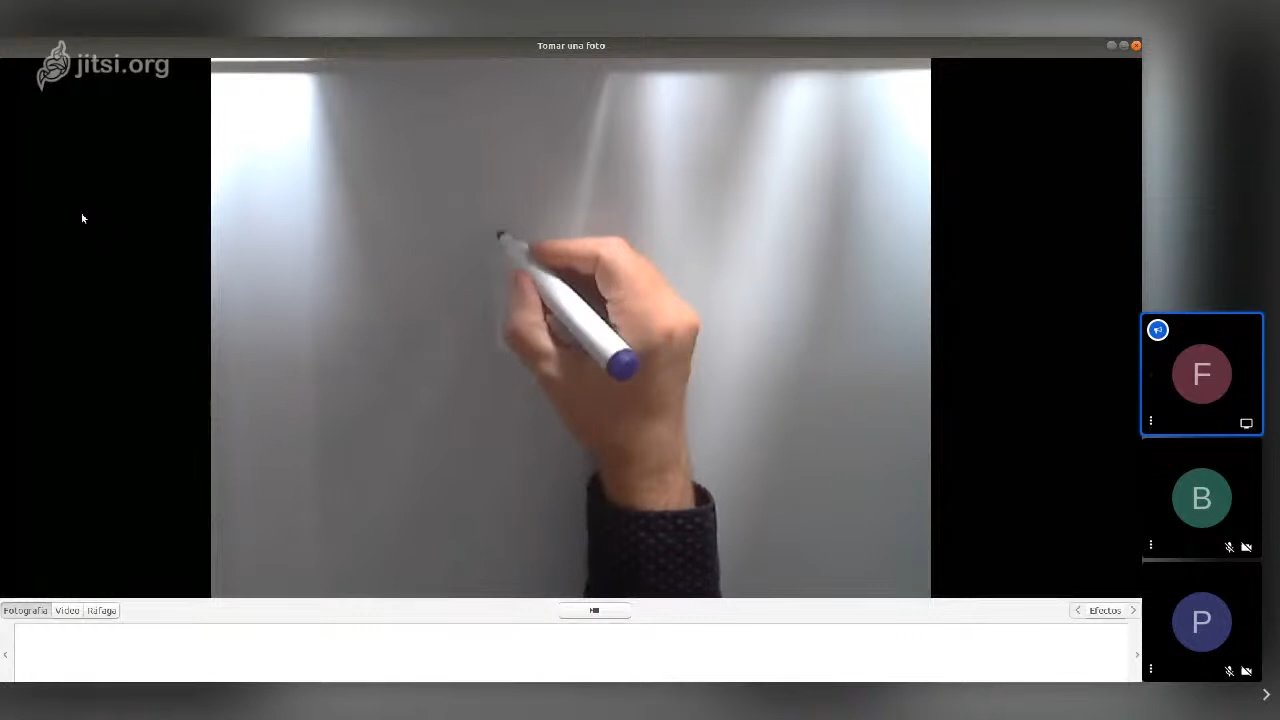 Tomar una foto
jitsi.org
F
B
Fotografía Vídeo Ráfaga Efectos
P